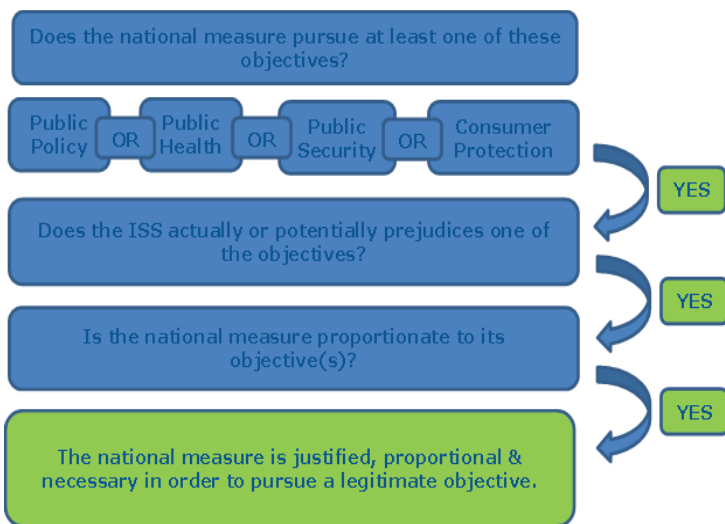 Does the national measure pursue at least one of these
objectives?
Public
Policy
OR
Public
Health
OR
Public
Security
OR
Consumer
Protection
YES
Does the ISS actually or potentially prejudices one of
the objectives?
YES
Is the national measure proportionate to its
objective(s)?
YES
The national measure is justified, proportional &
necessary in order to pursue a legitimate objective.